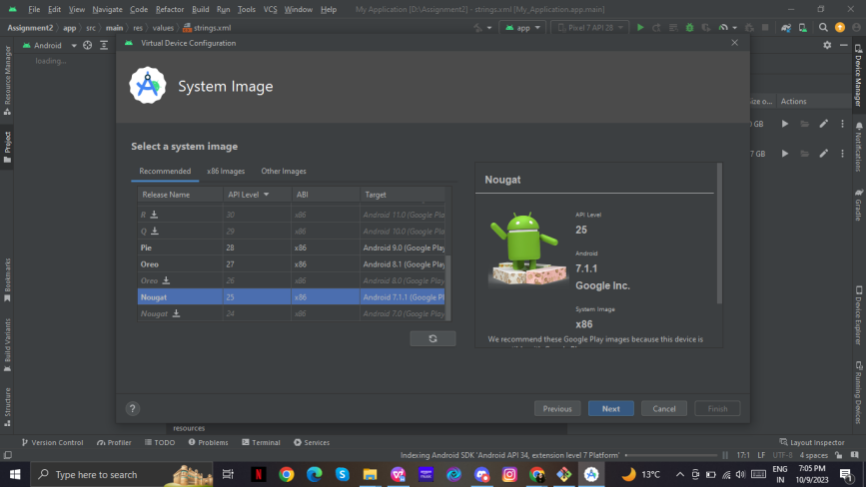 File Edit View Navigate Code Refactor Build Run Tools VCS Window Help My Application [D:\Assignment2] - strings.xml [My_Application.app.main]
Assignment2 app src main res values strings.xml app Pixel 7 API 28
Android
loading...
Resource Manager
Project
Bookmarks
Build Variants
Structure
Virtual Device Configuration
System Image
Select a system image
Recommended x86 Images Other Images
Release Name API Level ABI Target
R 30 x86 Android 11.0 (Google Pla
Q 29 x86 Android 10.0 (Google Pla
Pie 28 x86 Android 9.0 (Google Play
Oreo 27 x86 Android 8.1 (Google Play
Oreo 26 x86 Android 8.0 (Google Play
Nougat 25 x86 Android 7.1.1 (Google Pl
Nougat 24 x86 Android 7.0 (Google Play
Nougat
API Level
25
Android
7.1.1
Google Inc.
System Image
x86
We recommend these Google Play images because this device is
? Previous Next Cancel Finish
Actions
GB
7 GB
Device Manager
Notifications
Gradle
Device Explorer
Running Devices
resources
Version Control Profiler TODO Problems Terminal Services Layout Inspector
Indexing Android SDK 'Android API 34, extension level 7 Platform' 17:1 LF UTF-8 4 spaces
Type here to search 13°C ENG 7:05 PM
IN 10/9/2023